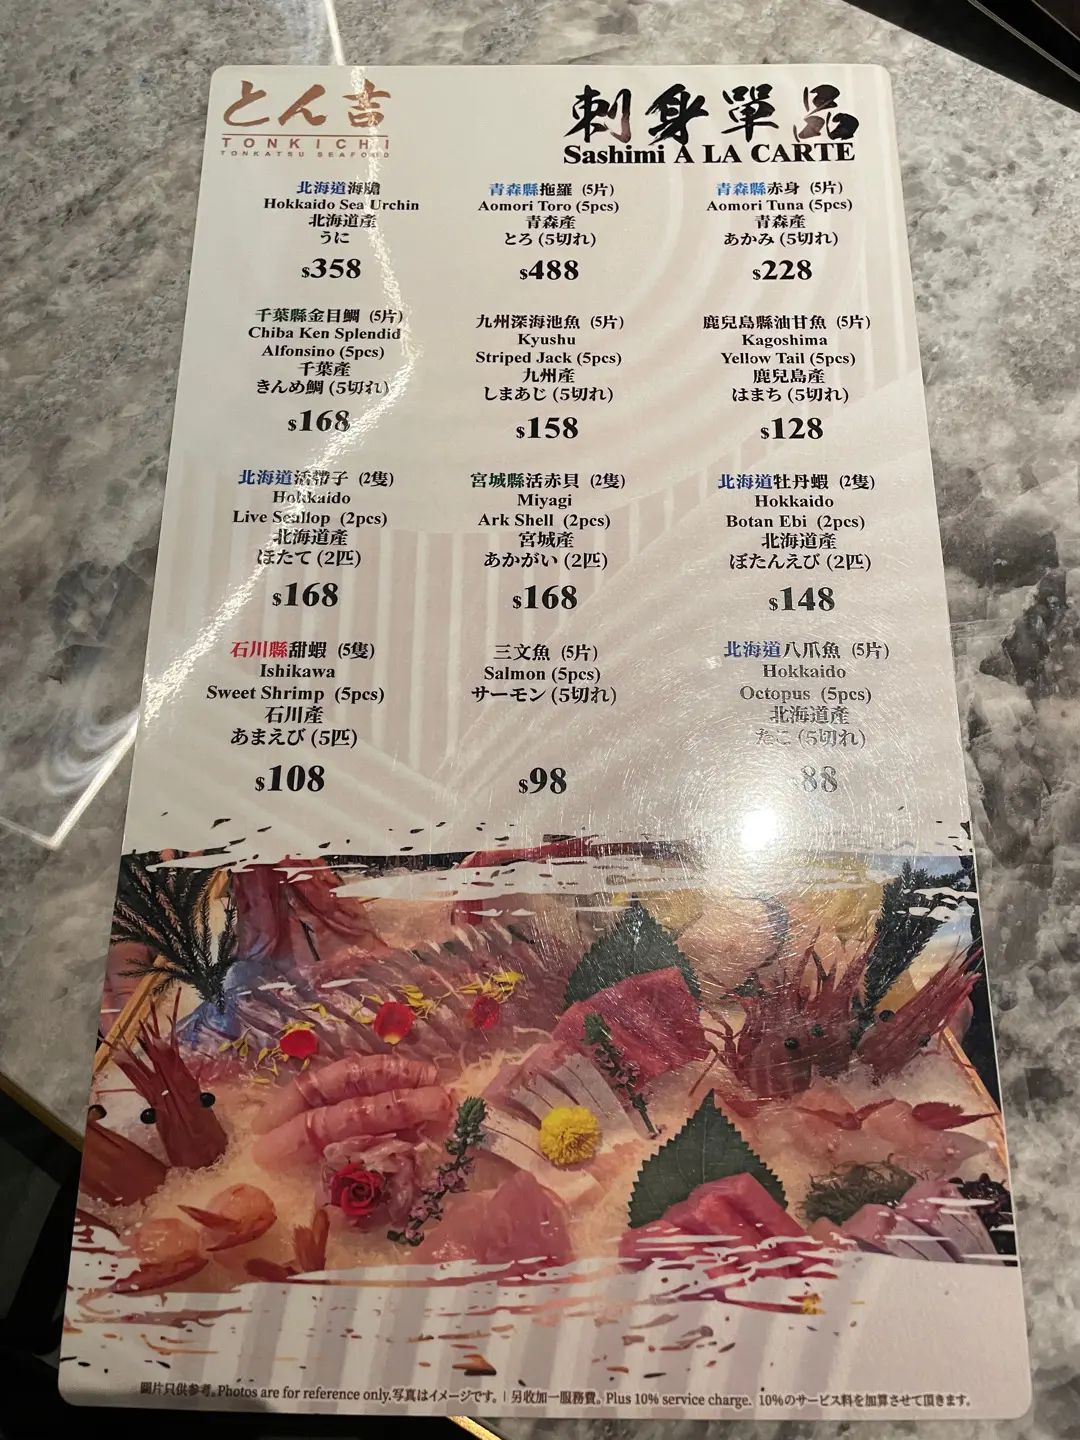 とん吉
TONKICHI
TONKATSU SEAFOOD
刺身單品
Sashimi A LA CARTE
北海道海膽
Hokkaido Sea Urchin
北海道產
うに
$358
青森縣拖羅 (5片)
Aomori Toro (5pcs)
青森產
とろ (5切れ)
$488
青森縣赤身 (5片)
Aomori Tuna (5pcs)
青森產
あかみ (5切れ)
$228
千葉縣金目鯛 (5片)
Chiba Ken Splendid
Alfonsino (5pcs)
千葉產
きんめ鯛 (5切れ)
$168
九州深海池魚 (5片)
Kyushu
Striped Jack (5pcs)
九州產
しまあじ (5切れ)
$158
鹿兒島縣油甘魚 (5片)
Kagoshima
Yellow Tail (5pcs)
鹿兒島產
はまち (5切れ)
$128
北海道活帶子 (2隻)
Hokkaido
Live Scallop (2pcs)
北海道產
ほたて (2匹)
$168
宮城縣活赤貝 (2隻)
Miyagi
Ark Shell (2pcs)
宮城產
あかがい (2匹)
$168
北海道牡丹蝦 (2隻)
Hokkaido
Botan Ebi (2pcs)
北海道產
ぼたんえび (2匹)
$148
石川縣甜蝦 (5隻)
Ishikawa
Sweet Shrimp (5pcs)
石川產
あまえび (5匹)
$108
三文魚 (5片)
Salmon (5pcs)
サーモン (5切れ)
$98
北海道八爪魚 (5片)
Hokkaido
Octopus (5pcs)
北海道產
たこ (5切れ)
88
圖片只供參考。Photos are for reference only.写真はイメージです。 | 另收加一服務費。Plus 10% service charge. 10%のサービス料を加算させて頂きます。